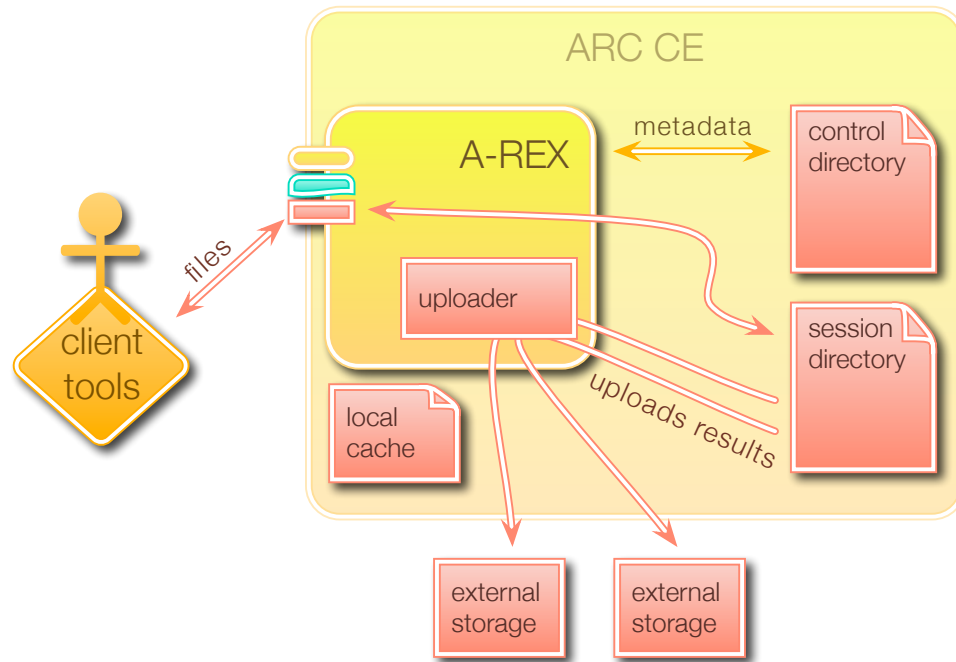 ARC CE
metadata
control
directory
A-REX
files
uploader
client
tools
session
directory
uploads results
local
cache
external
storage
external
storage